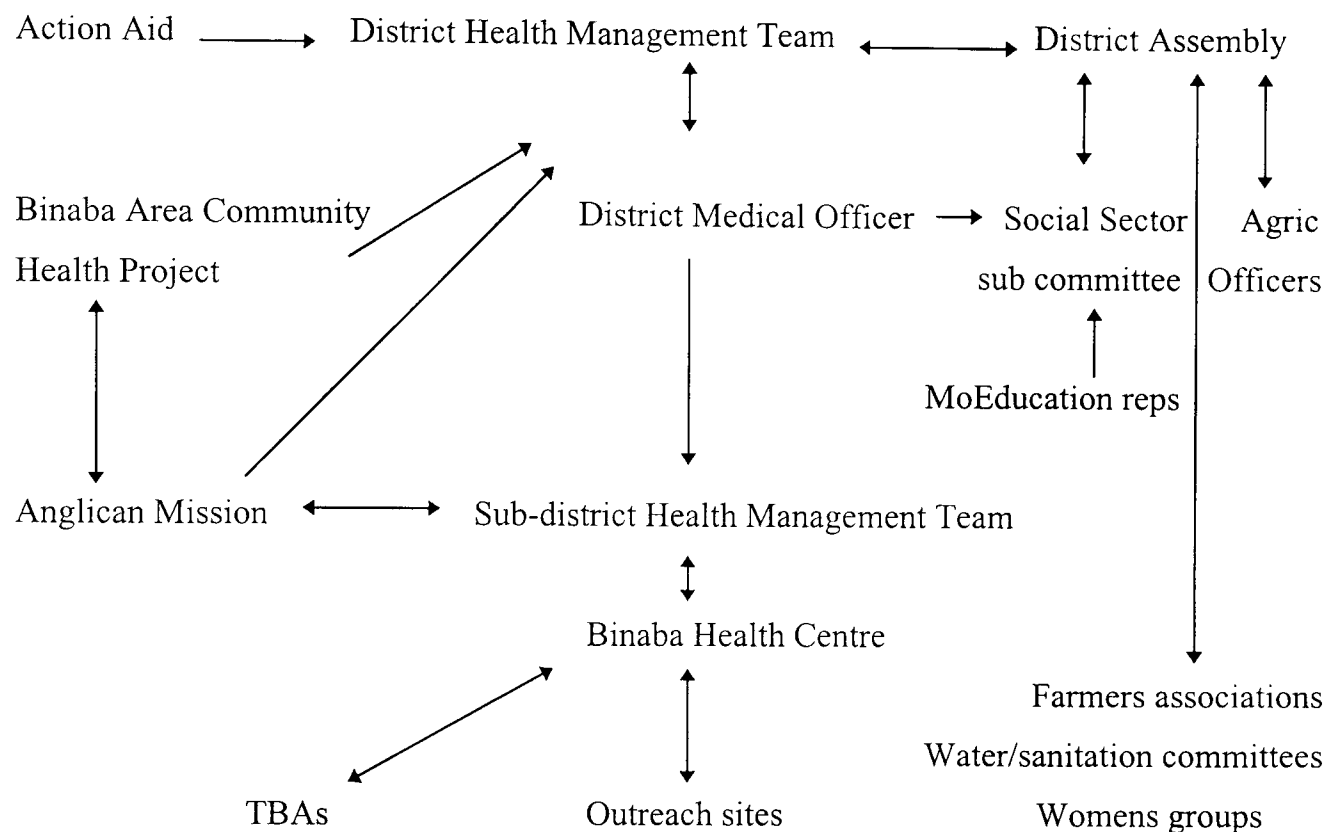 Action Aid
District Health Management Team
District Assembly
Binaba Area Community
Health Project
District Medical Officer
Social Sector
sub committee
Agric
Officers
MoEducation reps
Anglican Mission
Sub-district Health Management Team
Binaba Health Centre
Farmers associations
Water/sanitation committees
Womens groups
TBAs
Outreach sites